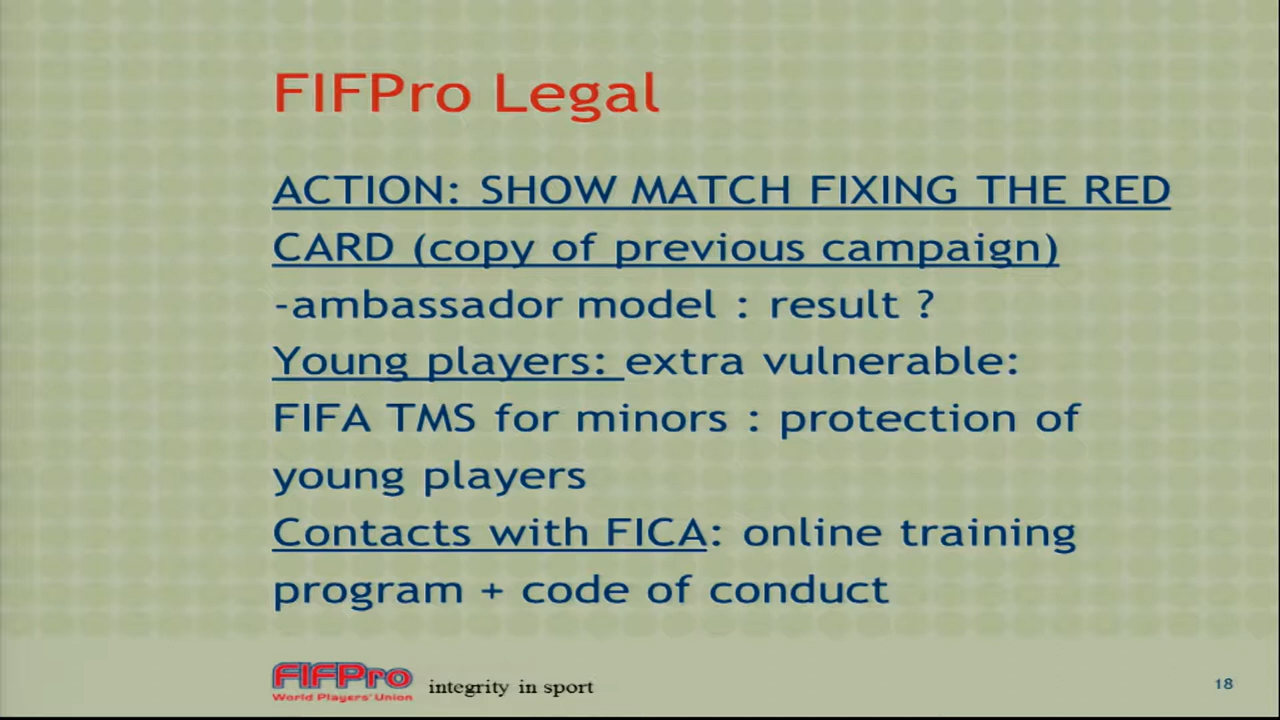 FIFPro Legal
ACTION: SHOW MATCH FIXING THE RED
CARD (copy of previous campaign)
-ambassador model : result ?
Young players: extra vulnerable:
FIFA TMS for minors : protection of
young players
Contacts with FICA: online training
program + code of conduct
FIFPro
World Players' Union
integrity in sport
18